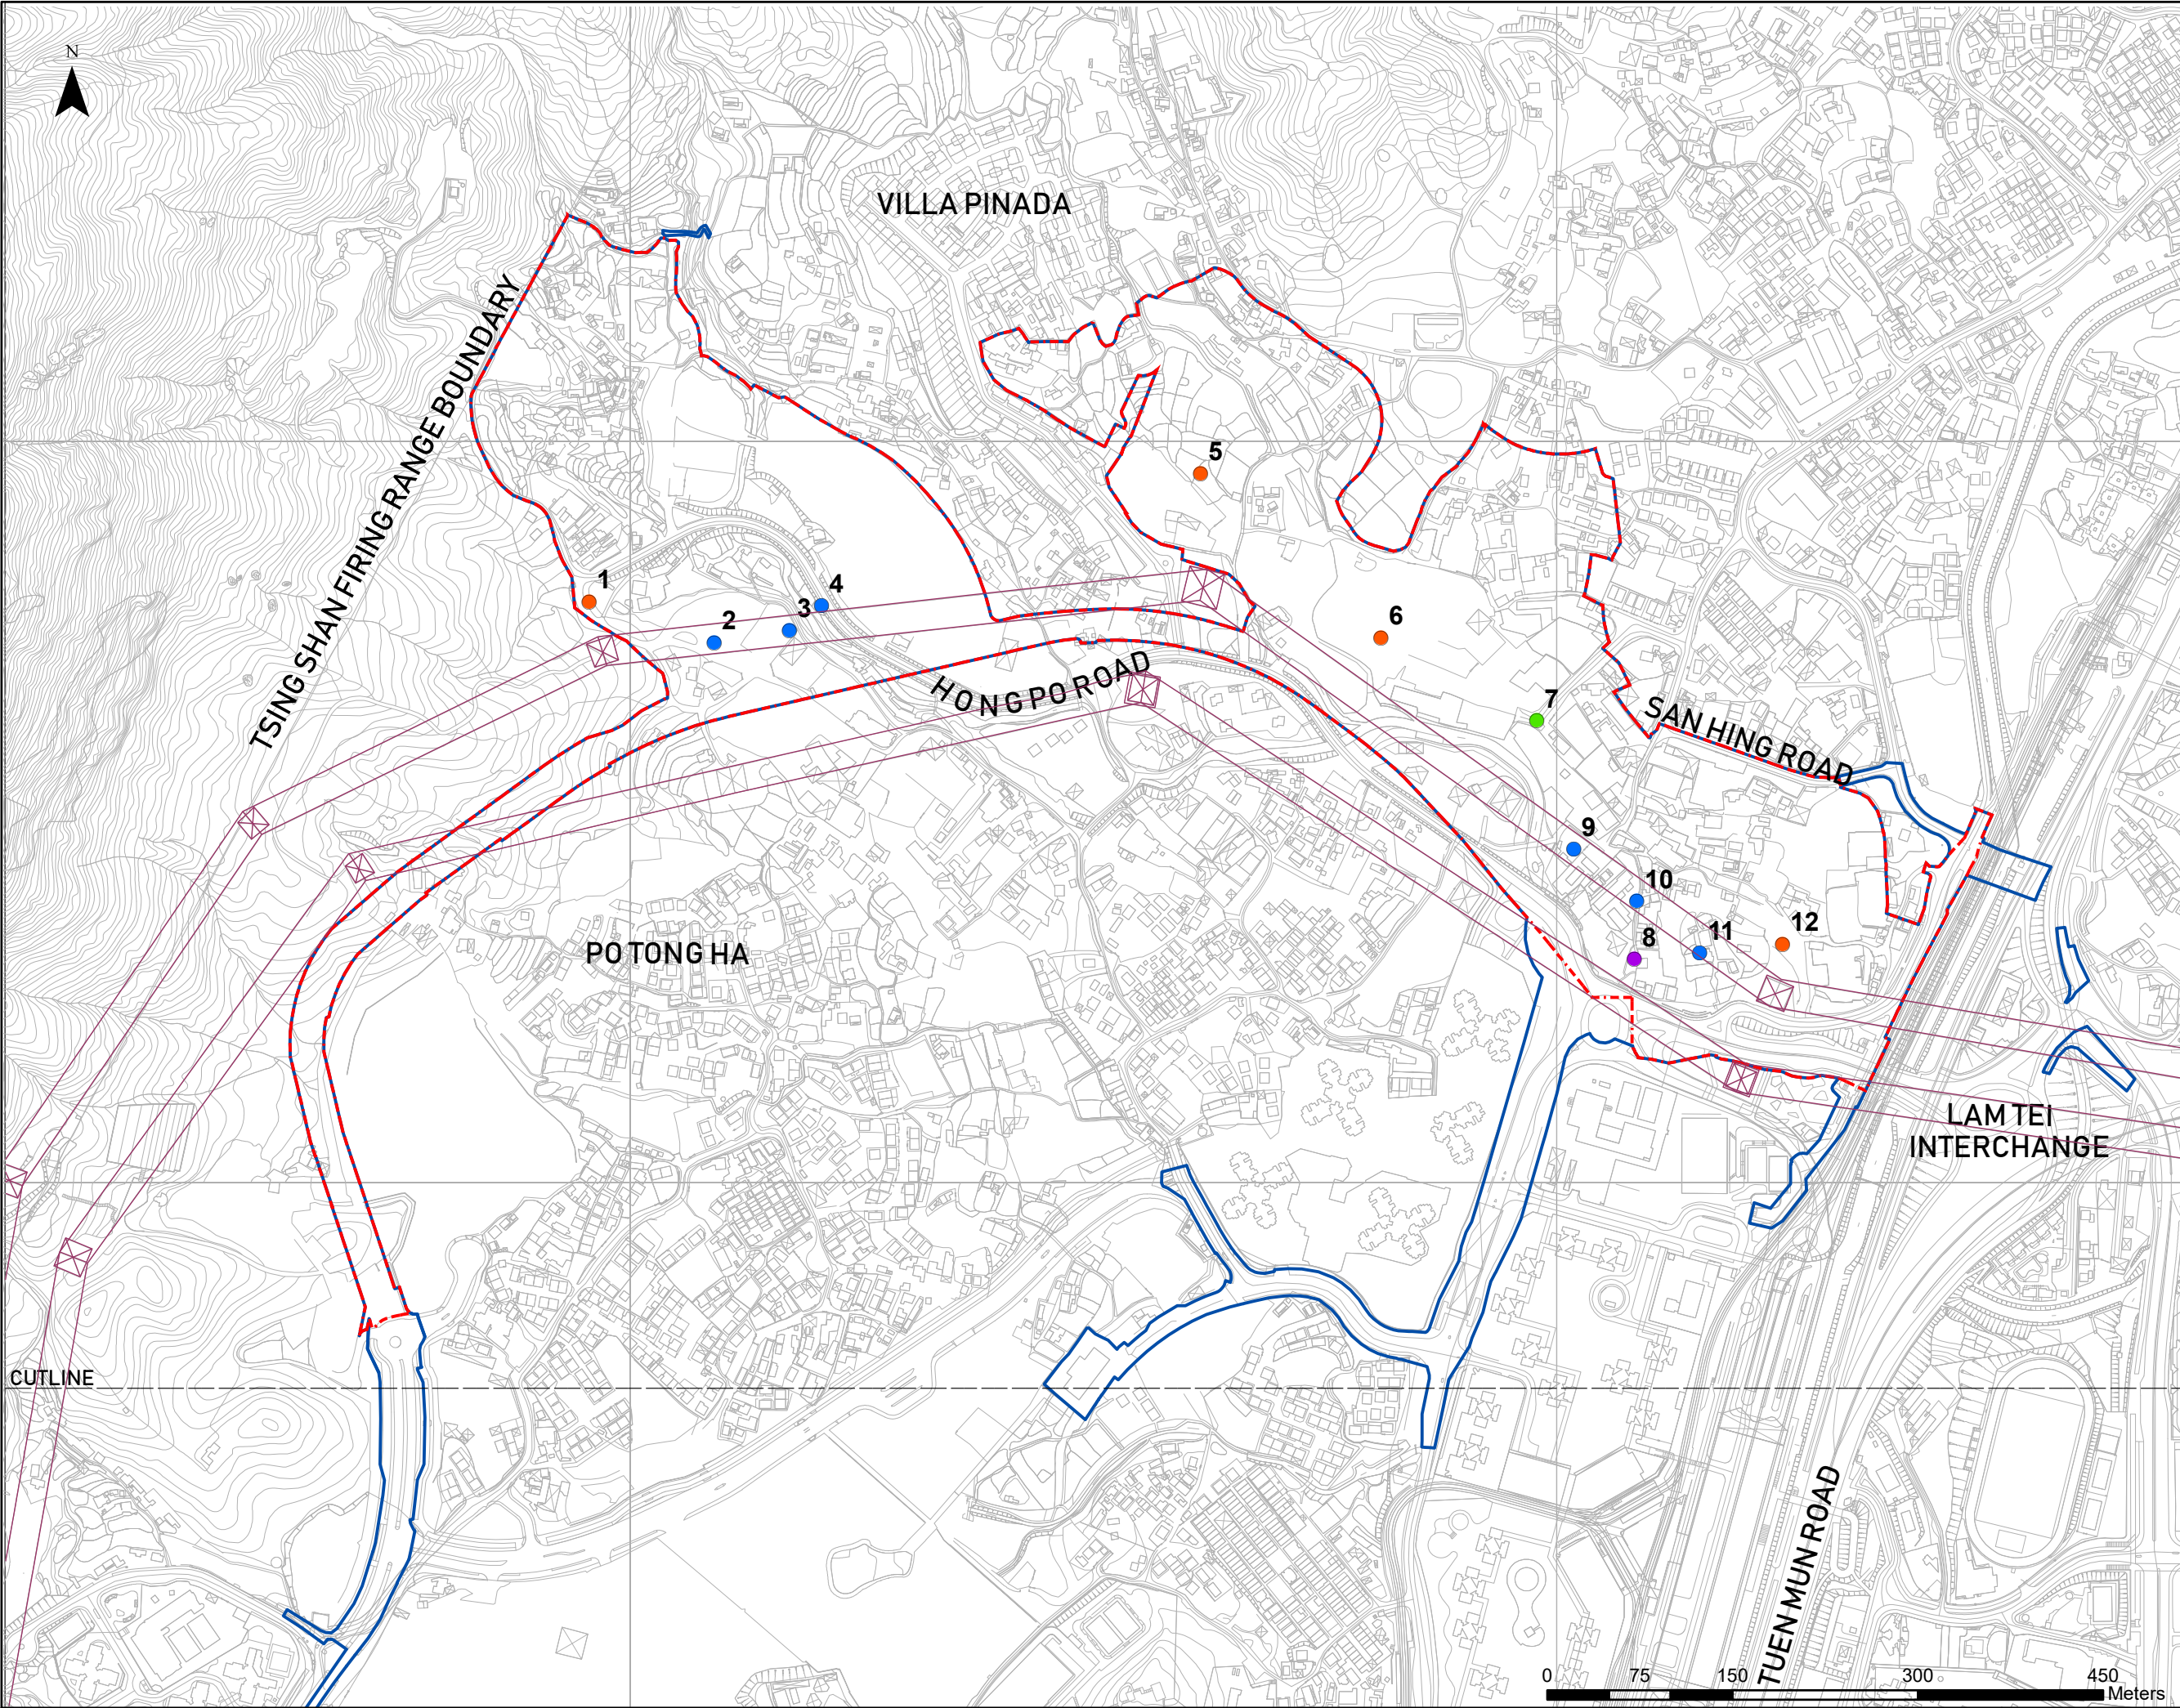 N
VILLA PINADA
TSING SHAN FIRING RANGE BOUNDARY
5
1
4
3
2
6
HONG PO ROAD
7
SAN HING ROAD
9
10
12
11
8
PO TONG HA
LAM TEI
INTERCHANGE
CUTLINE
TUEN MUN ROAD
0 75 150 300 450
Meters